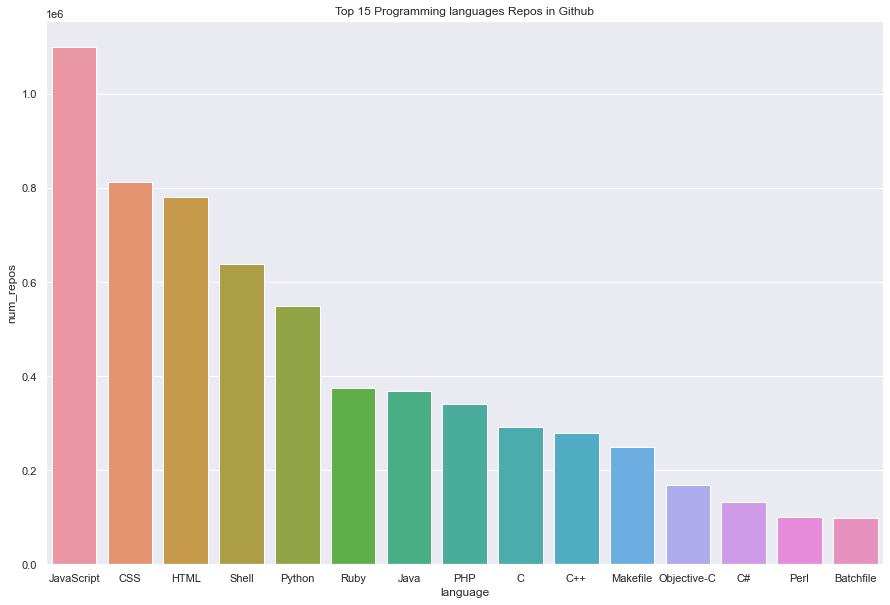 Top 15 Programming languages Repos in Github
1e6
1.0
0.8
0.6
0.4
0.2
0.0
num_repos
JavaScript CSS HTML Shell Python Ruby Java PHP C C++ Makefile Objective-C C# Perl Batchfile
language